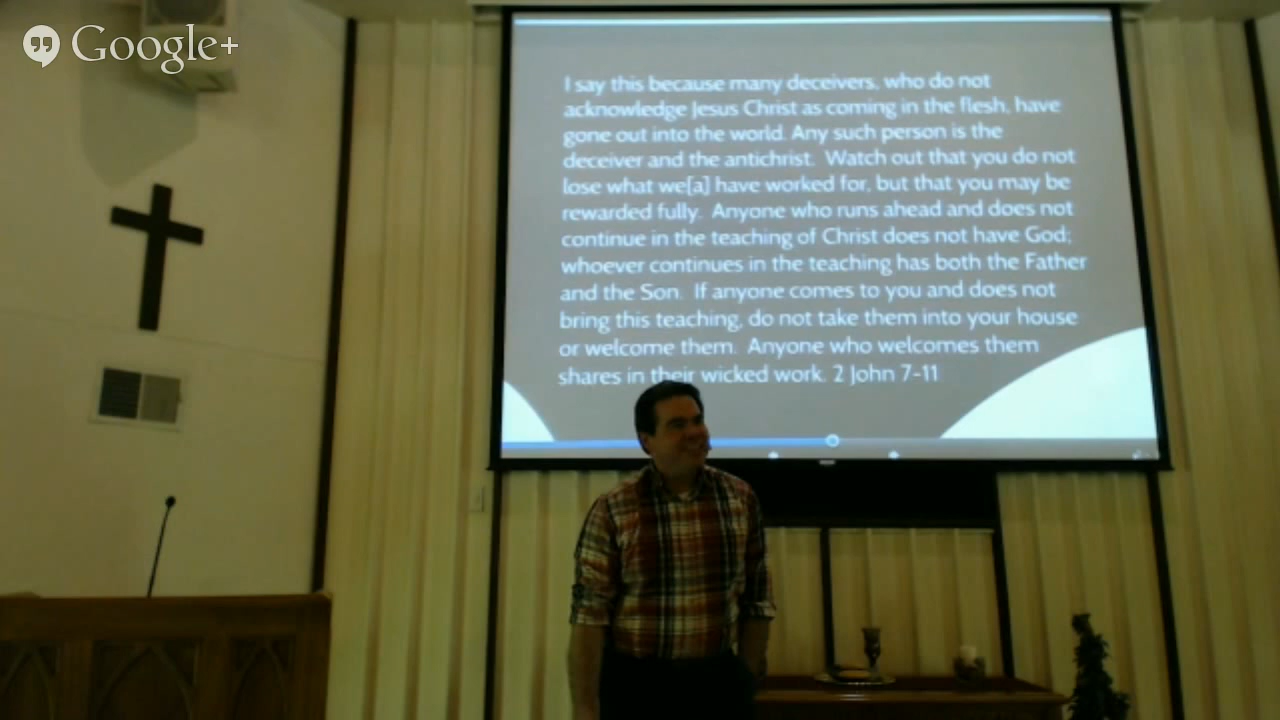 Google+
I say this because many deceivers, who do not
acknowledge Jesus Christ as coming in the flesh, have
gone out into the world. Any such person is the
deceiver and the antichrist. Watch out that you do not
lose what we[a] have worked for, but that you may be
rewarded fully. Anyone who runs ahead and does not
continue in the teaching of Christ does not have God;
whoever continues in the teaching has both the Father
and the Son. If anyone comes to you and does not
bring this teaching, do not take them into your house
or welcome them. Anyone who welcomes them
shares in their wicked work. 2 John 7-11